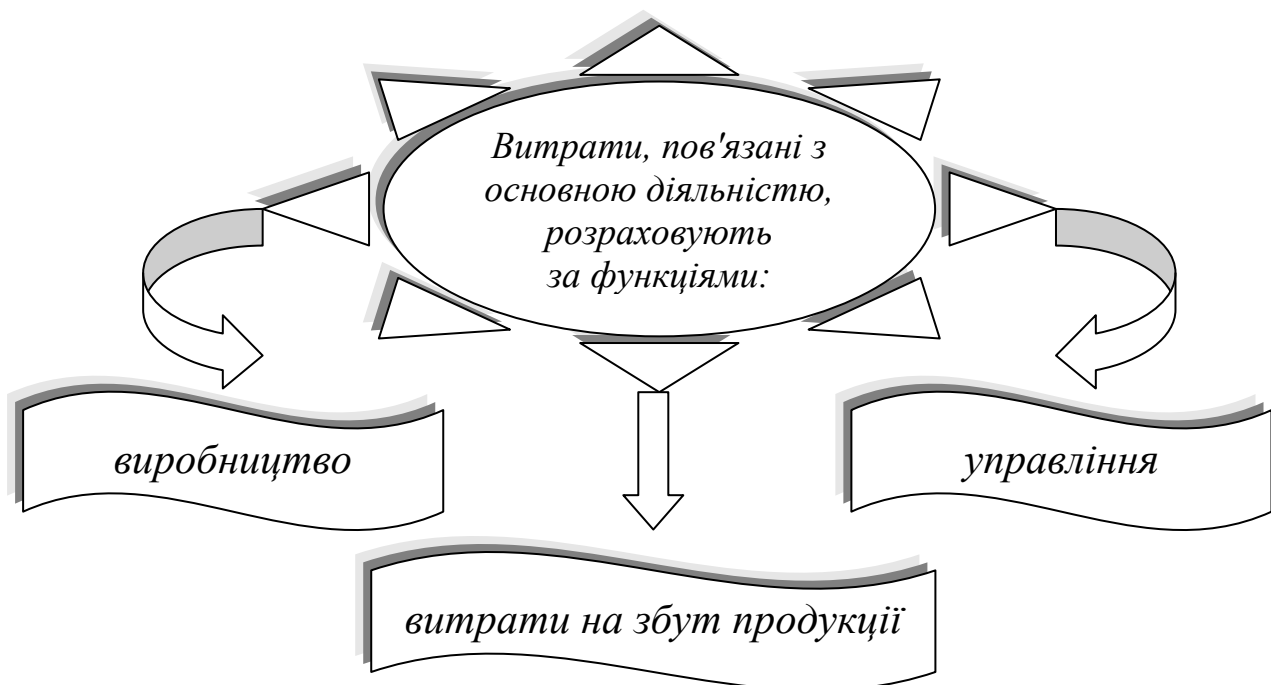 Витрати, пов'язані з
основною діяльністю,
розраховують
за функціями:
виробництво
управління
витрати на збут продукції